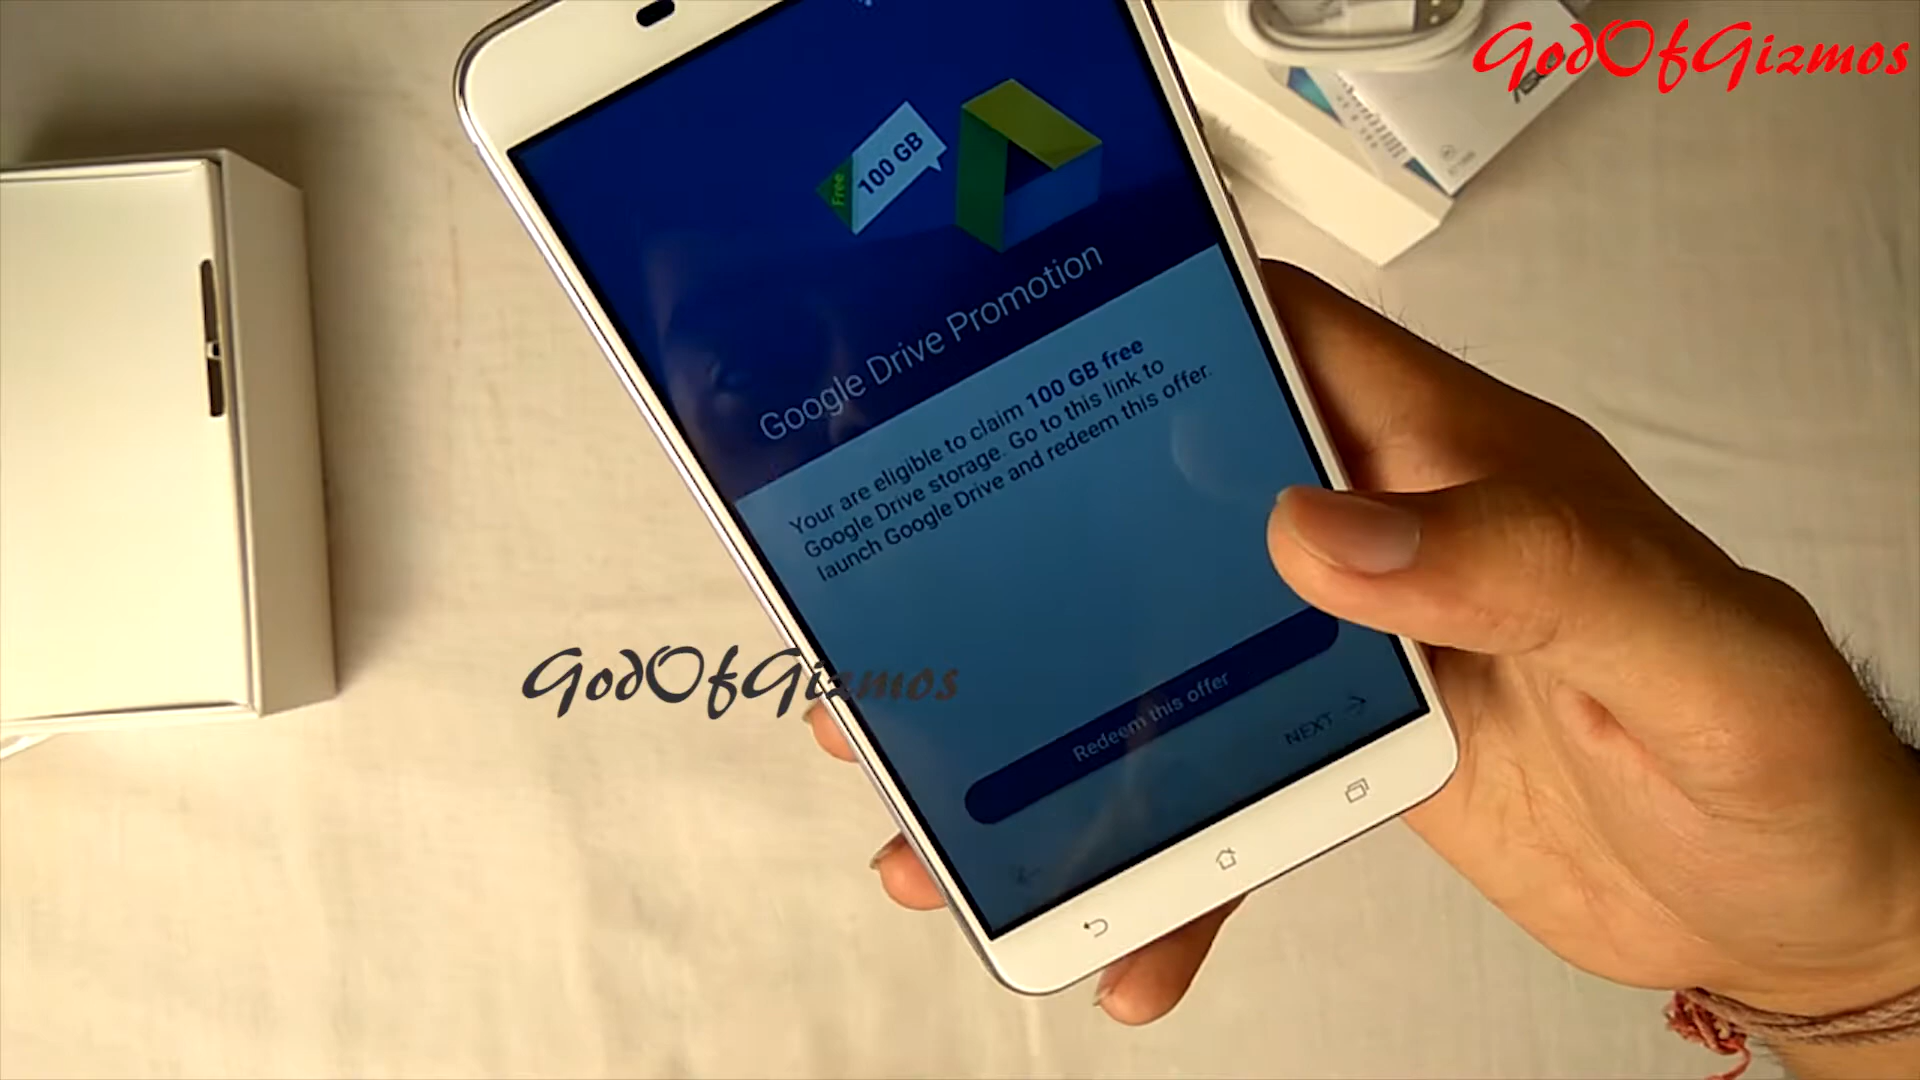 GodOfGizmos
Free 100 GB
Google Drive Promotion
Your are eligible to claim 100 GB free
Google Drive storage. Go to this link to
launch Google Drive and redeem this offer.
GodOfGizmos
Redeem this offer
NEXT